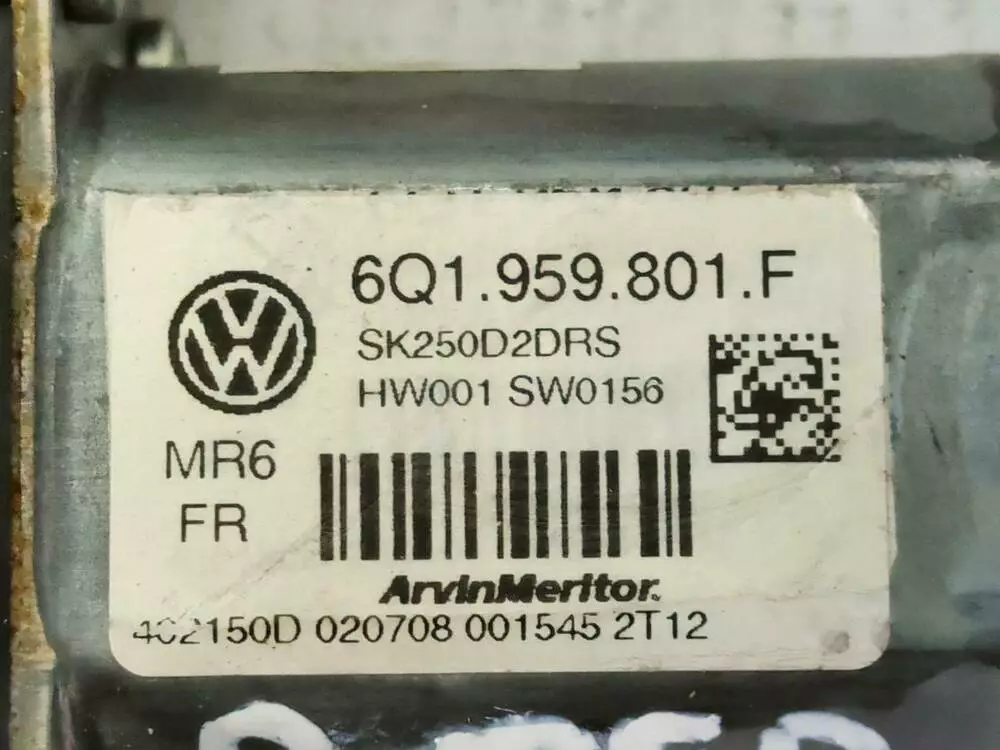 6Q1.959.801.F
SK250D2DRS
HW001 SW0156
MR6
FR
ArvinMeritor.
402150D 020708 001545 2T12